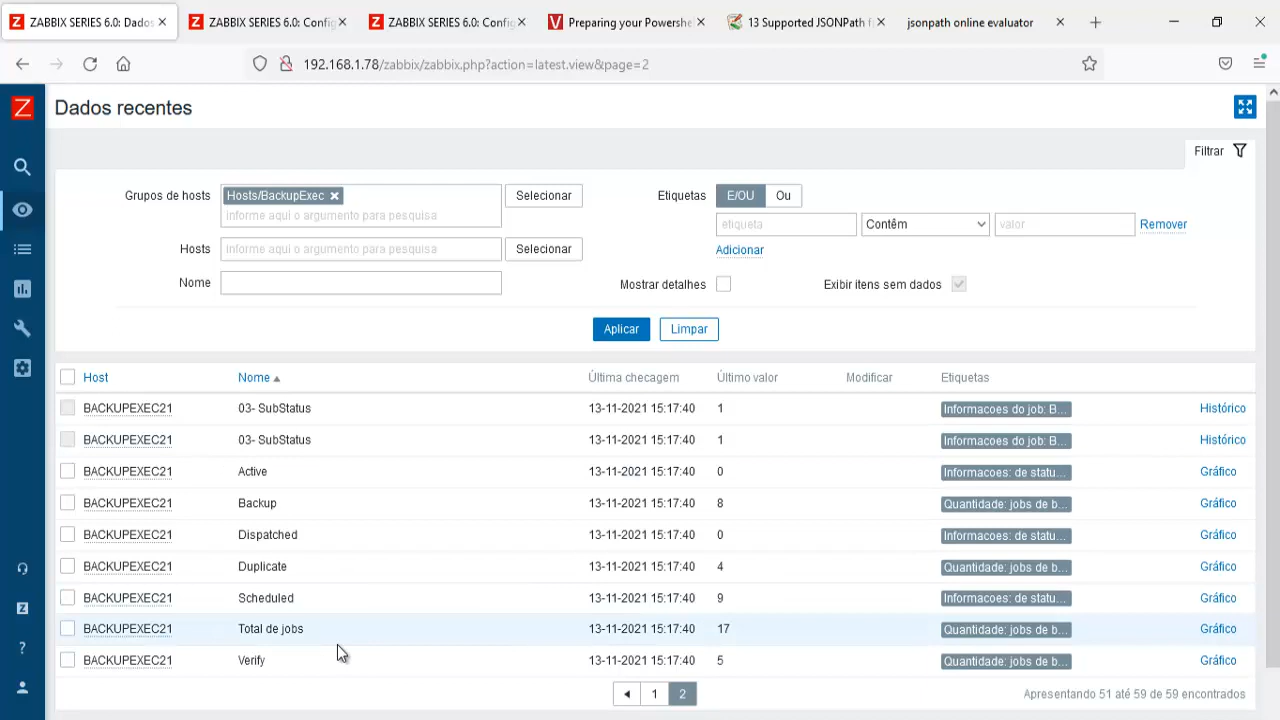 ZABBIX SERIES 6.0: Dados
ZABBIX SERIES 6.0: Config
ZABBIX SERIES 6.0: Config
Preparing your Powershe
13 Supported JSONPath f
jsonpath online evaluator
192.168.1.78/zabbix/zabbix.php?action=latest.view&page=2
Z
Dados recentes
Filtrar
Grupos de hosts
Hosts/BackupExec
informe aqui o argumento para pesquisa
Selecionar
Etiquetas
E/OU
Ou
etiqueta
Contêm
valor
Remover
Adicionar
Hosts
informe aqui o argumento para pesquisa
Selecionar
Nome
Mostrar detalhes
Exibir itens sem dados
Aplicar
Limpar
Host Nome Última checagem Último valor Modificar Etiquetas
BACKUPEXEC21 03- SubStatus 13-11-2021 15:17:40 1 Informacoes do job: B... Histórico
BACKUPEXEC21 03- SubStatus 13-11-2021 15:17:40 1 Informacoes do job: B... Histórico
BACKUPEXEC21 Active 13-11-2021 15:17:40 0 Informacoes: de statu... Gráfico
BACKUPEXEC21 Backup 13-11-2021 15:17:40 8 Quantidade: jobs de b... Gráfico
BACKUPEXEC21 Dispatched 13-11-2021 15:17:40 0 Informacoes: de statu... Gráfico
BACKUPEXEC21 Duplicate 13-11-2021 15:17:40 4 Quantidade: jobs de b... Gráfico
BACKUPEXEC21 Scheduled 13-11-2021 15:17:40 9 Informacoes: de statu... Gráfico
BACKUPEXEC21 Total de jobs 13-11-2021 15:17:40 17 Quantidade: jobs de b... Gráfico
BACKUPEXEC21 Verify 13-11-2021 15:17:40 5 Quantidade: jobs de b... Gráfico
1 2
Apresentando 51 até 59 de 59 encontrados